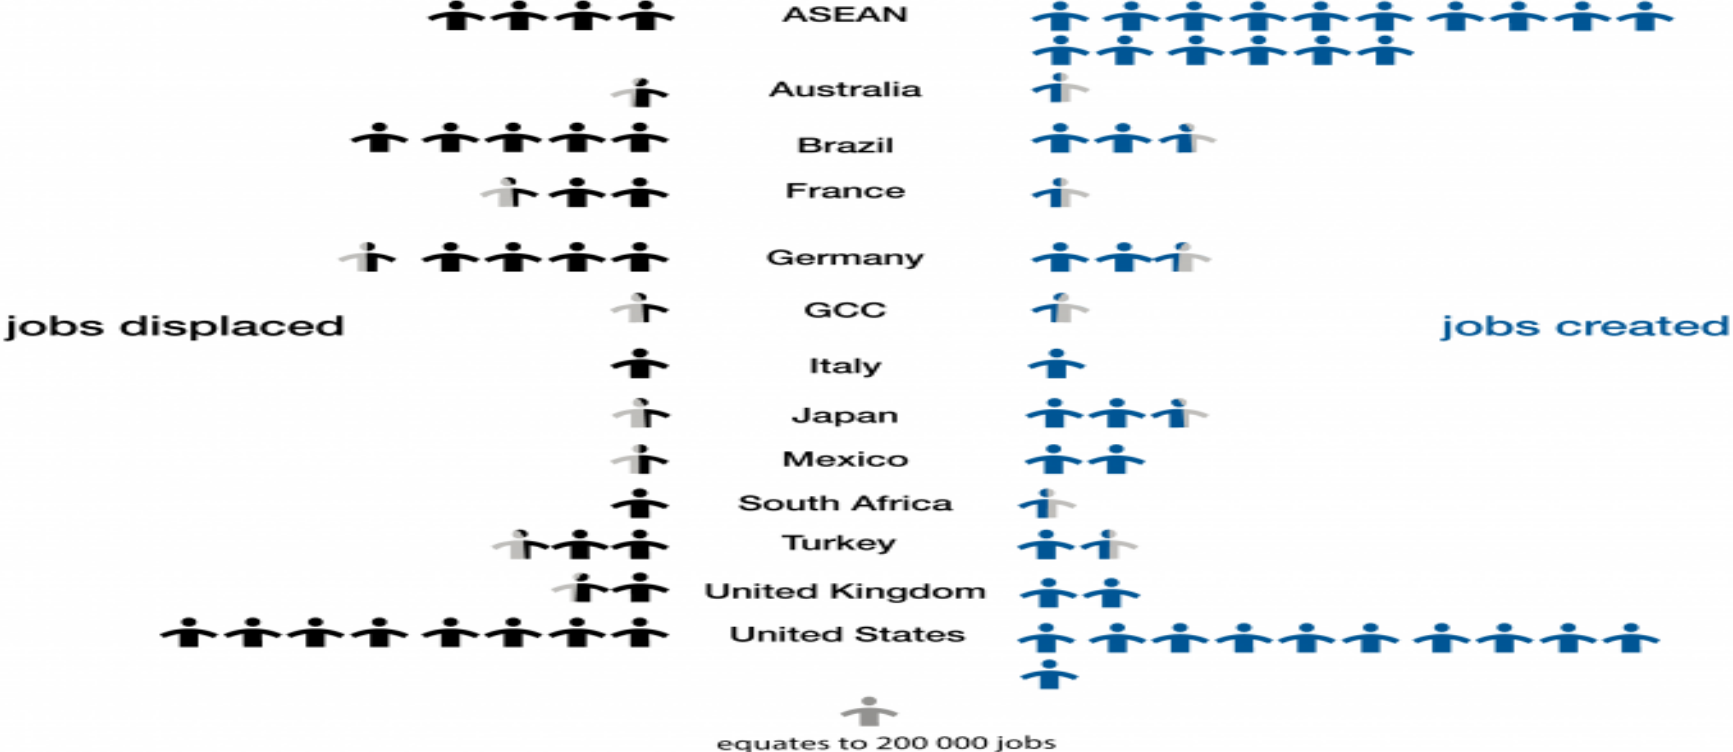 ASEAN
Australia
Brazil
France
Germany
GCC
jobs displaced
jobs created
Italy
Japan
Mexico
South Africa
Turkey
United Kingdom
United States
equates to 200 000 jobs